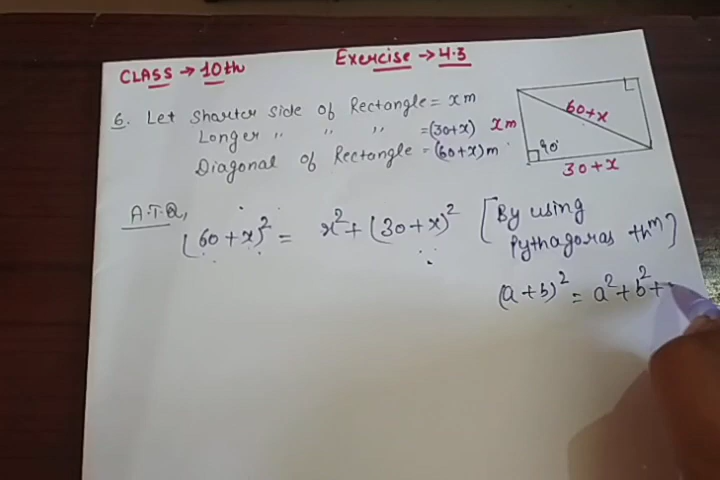 CLASS → 10th
Exercise → 4.3
6. Let Sharter side of Rectangle = x m
Longer " " " = (30+x)
Diagonal of Rectangle = (60+x) m
60+x
x m
90°
30+x
A.T.Q,
(60+x)² = x² + (30+x)² [By using
Pythagoras thᵐ]
(a+b)² = a² + b² +